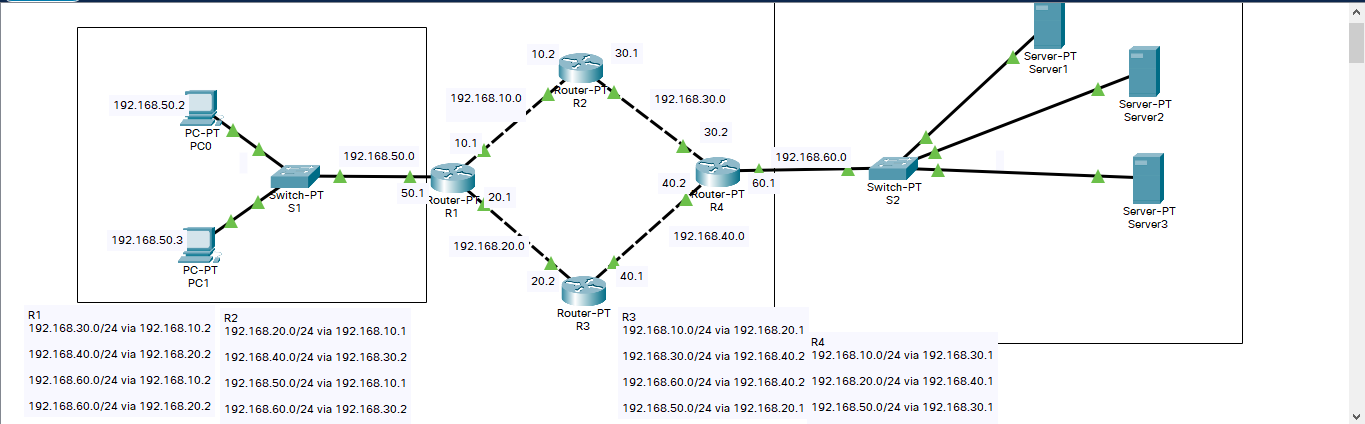 Server-PT
Server1
Server-PT
Server2
Server-PT
Server3
10.2
30.1
Router-PT
R2
192.168.10.0
192.168.30.0
10.1
30.2
192.168.50.2
PC-PT
PC0
192.168.50.0
50.1
Switch-PT
S1
Router-PT
R1
20.1
192.168.20.0
192.168.50.3
PC-PT
PC1
40.2
Router-PT
R4
192.168.60.0
60.1
Switch-PT
S2
192.168.40.0
20.2
40.1
Router-PT
R3
R1
192.168.30.0/24 via 192.168.10.2
192.168.40.0/24 via 192.168.20.2
192.168.60.0/24 via 192.168.10.2
192.168.60.0/24 via 192.168.20.2
R2
192.168.20.0/24 via 192.168.10.1
192.168.40.0/24 via 192.168.30.2
192.168.50.0/24 via 192.168.10.1
192.168.60.0/24 via 192.168.30.2
R3
192.168.10.0/24 via 192.168.20.1
192.168.30.0/24 via 192.168.40.2
192.168.60.0/24 via 192.168.40.2
192.168.50.0/24 via 192.168.20.1
R4
192.168.10.0/24 via 192.168.30.1
192.168.20.0/24 via 192.168.40.1
192.168.50.0/24 via 192.168.30.1